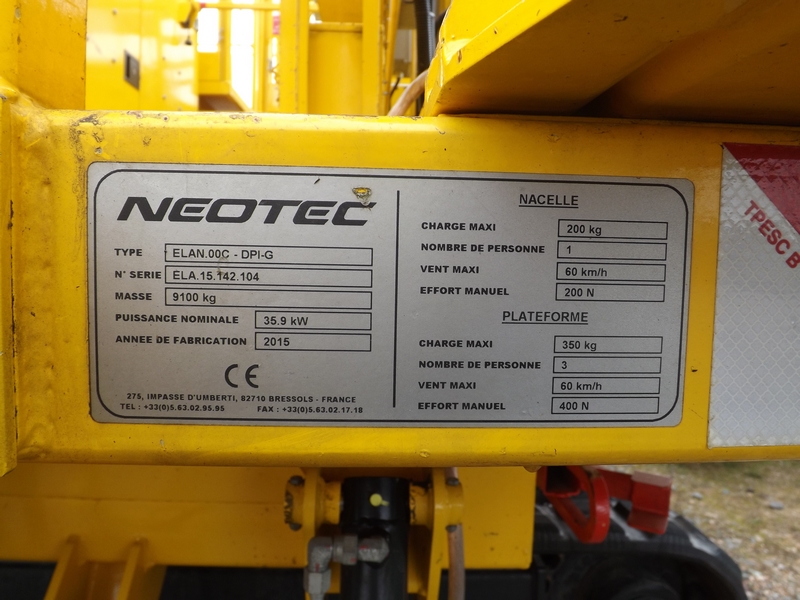 NEOTEC
TYPE ELAN.00C - DPI-G
N° SERIE ELA.15.142.104
MASSE 9100 kg
PUISSANCE NOMINALE 35.9 kW
ANNEE DE FABRICATION 2015
CE
275, IMPASSE D'UMBERTI, 82710 BRESSOLS - FRANCE
TEL : +33(0)5.63.02.95.95 FAX : +33(0)5.63.02.17.18
NACELLE
CHARGE MAXI 200 kg
NOMBRE DE PERSONNE 1
VENT MAXI 60 km/h
EFFORT MANUEL 200 N
PLATEFORME
CHARGE MAXI 350 kg
NOMBRE DE PERSONNE 3
VENT MAXI 60 km/h
EFFORT MANUEL 400 N
TPESC B